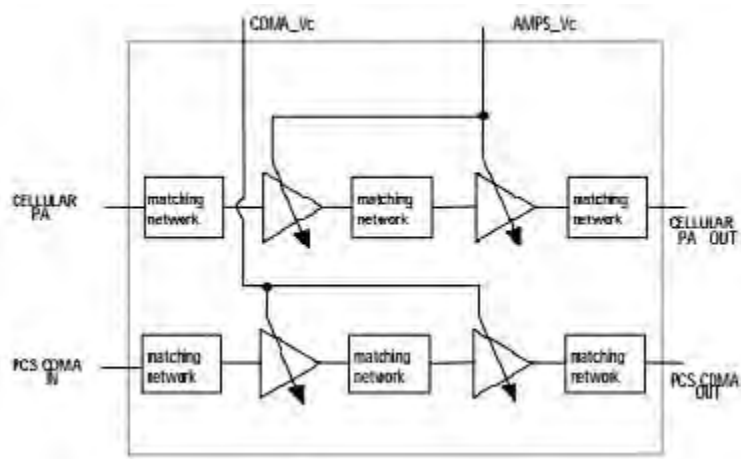 CDMA_Vc
AMPS_Vc
CELLULAR
PA
matching
network
matching
network
matching
network
CELLULAR
PA OUT
PCS CDMA
IN
matching
network
matching
network
matching
network
PCS CDMA
OUT